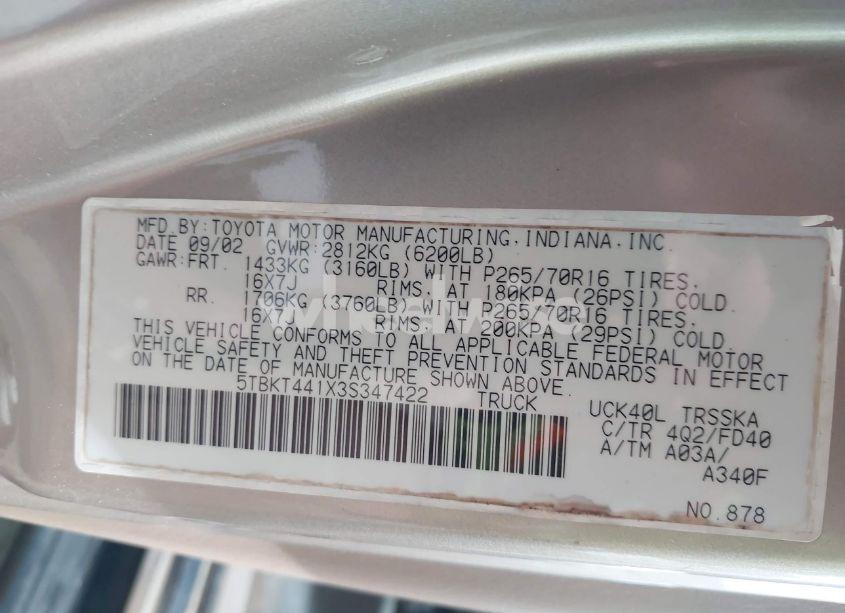 MFD.BY:TOYOTA MOTOR MANUFACTURING,INDIANA,INC.
DATE 09/02 GVWR:2812KG (6200LB)
GAWR:FRT. 1433KG (3160LB) WITH P265/70R16 TIRES.
16X7J RIMS, AT 180KPA (26PSI) COLD.
RR. 1706KG (3760LB) WITH P265/70R16 TIRES.
16X7J RIMS, AT 200KPA (29PSI) COLD.
THIS VEHICLE CONFORMS TO ALL APPLICABLE FEDERAL MOTOR
VEHICLE SAFETY AND THEFT PREVENTION STANDARDS IN EFFECT
ON THE DATE OF MANUFACTURE SHOWN ABOVE.
5TBKT441X3S347422 TRUCK
UCK40L TRSSKA
C/TR 4Q2/FD40
A/TM A03A/
A340F
NO.878